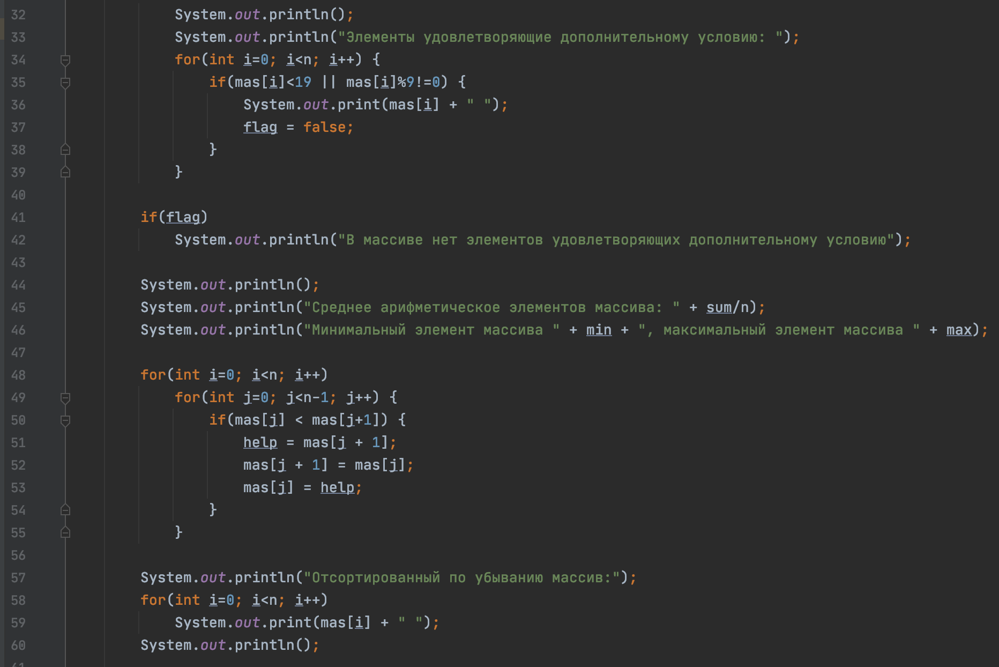 32 System.out.println();
33 System.out.println("Элементы удовлетворяющие дополнительному условию: ");
34 for(int i=0; i<n; i++) {
35 if(mas[i]<19 || mas[i]%9!=0) {
36 System.out.print(mas[i] + " ");
37 flag = false;
38 }
39 }
40
41 if(flag)
42 System.out.println("В массиве нет элементов удовлетворяющих дополнительному условию");
43
44 System.out.println();
45 System.out.println("Среднее арифметическое элементов массива: " + sum/n);
46 System.out.println("Минимальный элемент массива " + min + ", максимальный элемент массива " + max);
47
48 for(int i=0; i<n; i++)
49 for(int j=0; j<n-1; j++) {
50 if(mas[j] < mas[j+1]) {
51 help = mas[j + 1];
52 mas[j + 1] = mas[j];
53 mas[j] = help;
54 }
55 }
56
57 System.out.println("Отсортированный по убыванию массив:");
58 for(int i=0; i<n; i++)
59 System.out.print(mas[i] + " ");
60 System.out.println();
61